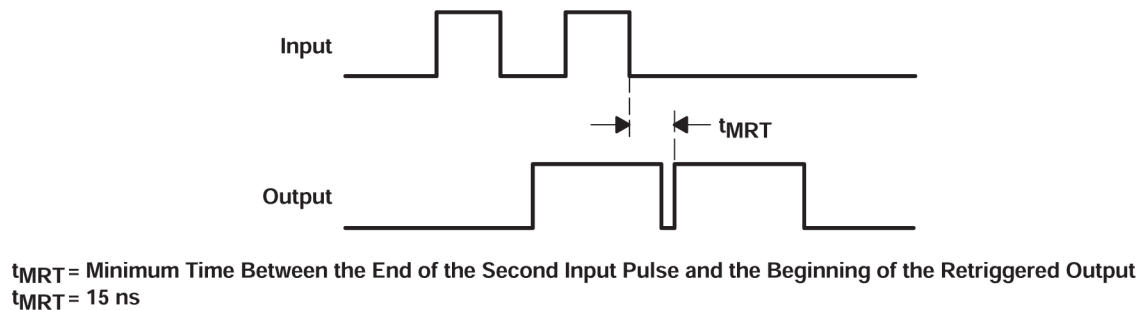 Input
tMRT
Output
tMRT = Minimum Time Between the End of the Second Input Pulse and the Beginning of the Retriggered Output
tMRT = 15 ns